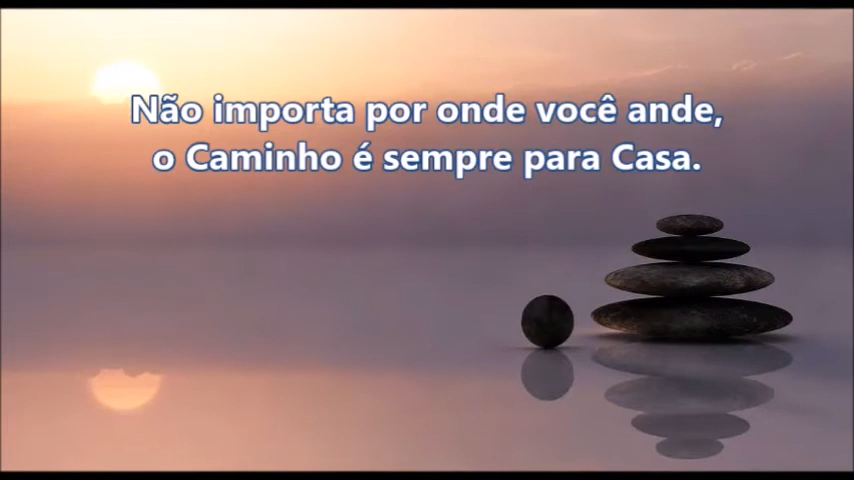 Não importa por onde você ande,
o Caminho é sempre para Casa.